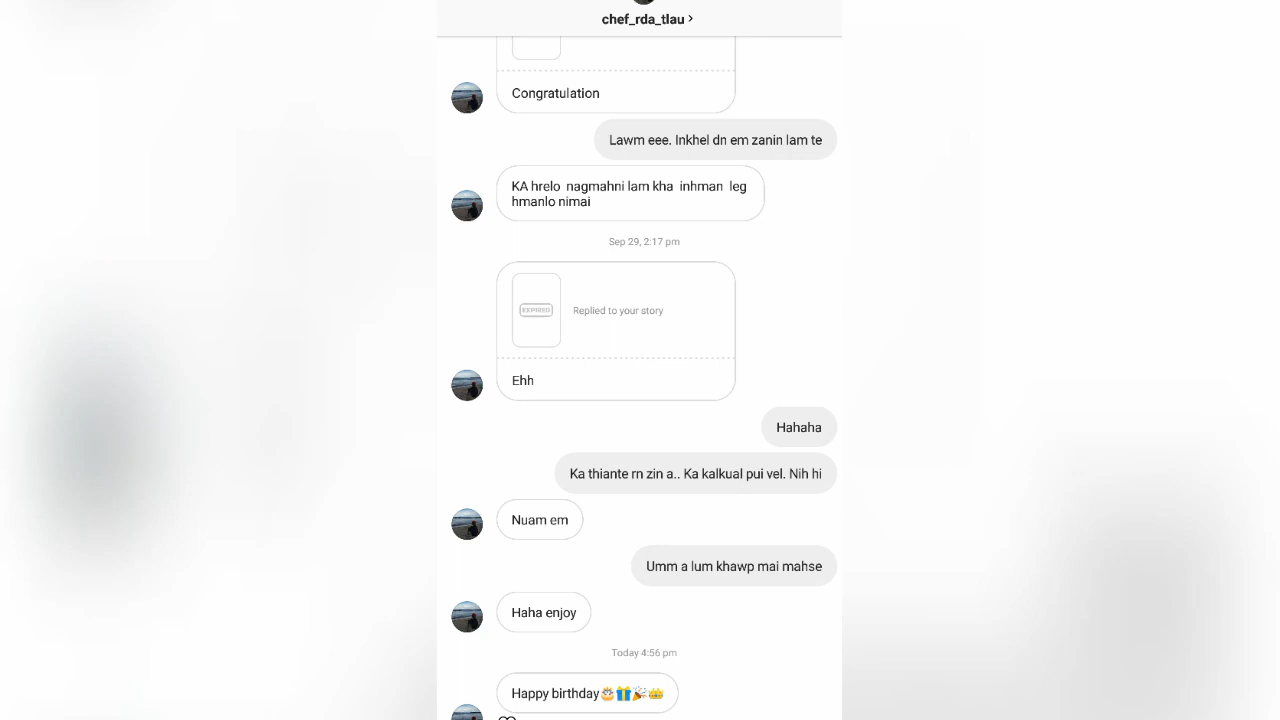 chef_rda_tlau
Congratulation
Lawm eee. Inkhel dn em zanin lam te
KA hrelo nagmahni lam kha inhman leg
hmanlo nimai
Sep 29, 2:17 pm
EXPIRED
Replied to your story
Ehh
Hahaha
Ka thiante rn zin a.. Ka kalkual pui vel. Nih hi
Nuam em
Umm a lum khawp mai mahse
Haha enjoy
Today 4:56 pm
Happy birthday🎂🎁🎉👑